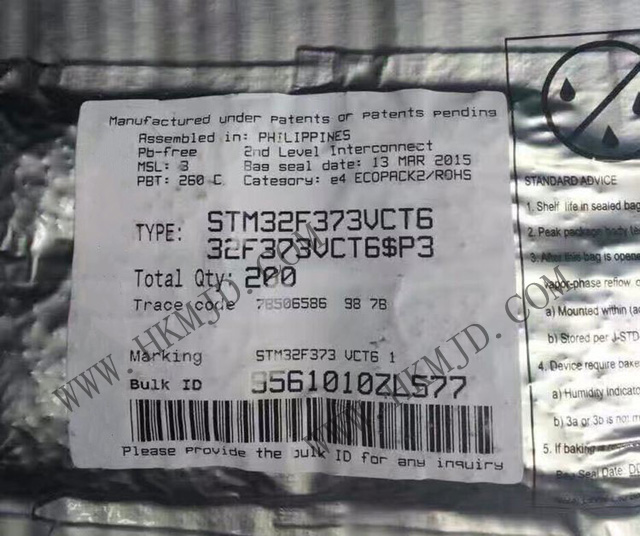 Manufactured under Patents or Patents pending
Assembled in: PHILIPPINES
Pb-free 2nd Level Interconnect
MSL: 3 Bag seal date: 13 MAR 2015
PBT: 260 C Category: e4 ECOPACK2/ROHS
TYPE: STM32F373VCT6
32F373VCT6$P3
Total Qty: 200
Trace code 78506586 98 7B
Marking STM32F373 VCT6 1
Bulk ID 9561010ZL577
Please provide the bulk ID for any inquiry
STANDARD ADVICE
1. Shelf life in sealed bag
2. Peak package body
3. After this bag is opene
vapor-phase reflow
a) Mounted within
b) Stored per J-STD-
4. Device require bake
a) Humidity Indicato
b) 3a or 3b is not m
5. If baking
Bag Seal Date:
WWW.HKMJD.COM
WWW.HKMJD.COM